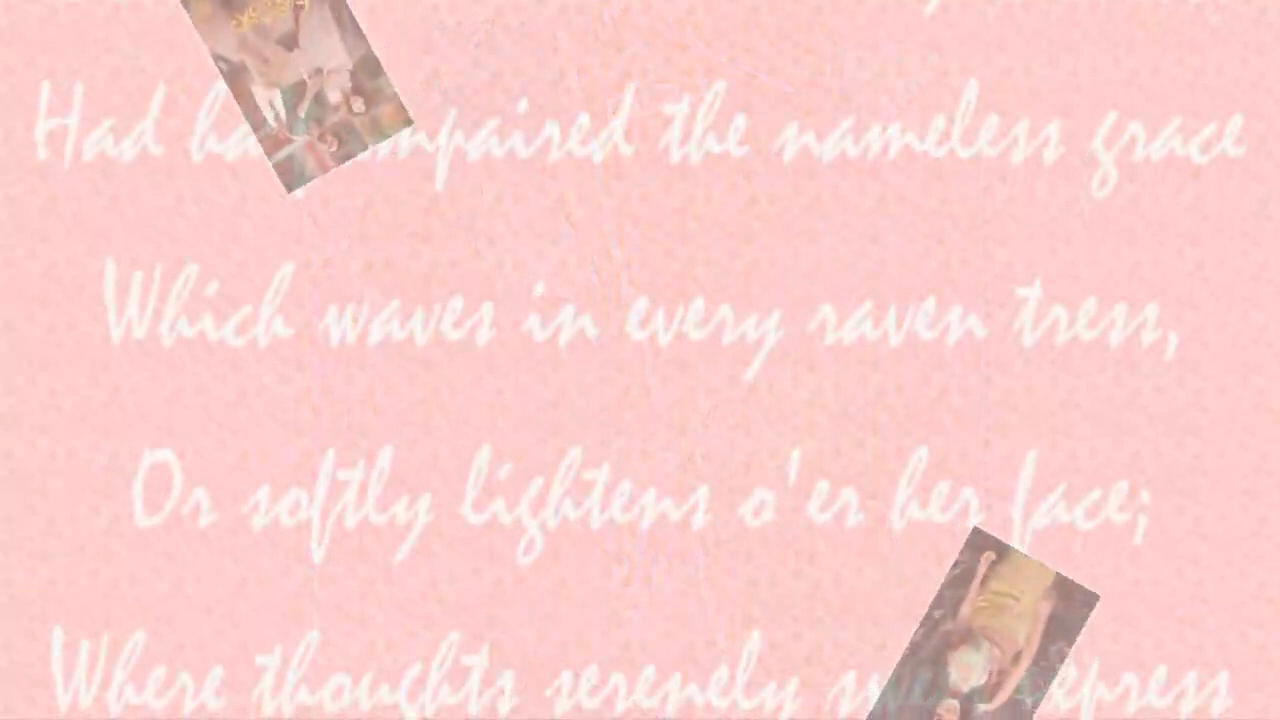 Had impaired the nameless grace
Which waves in every raven tress,
Or softly lightens o'er her face;
Where thoughts serenely express